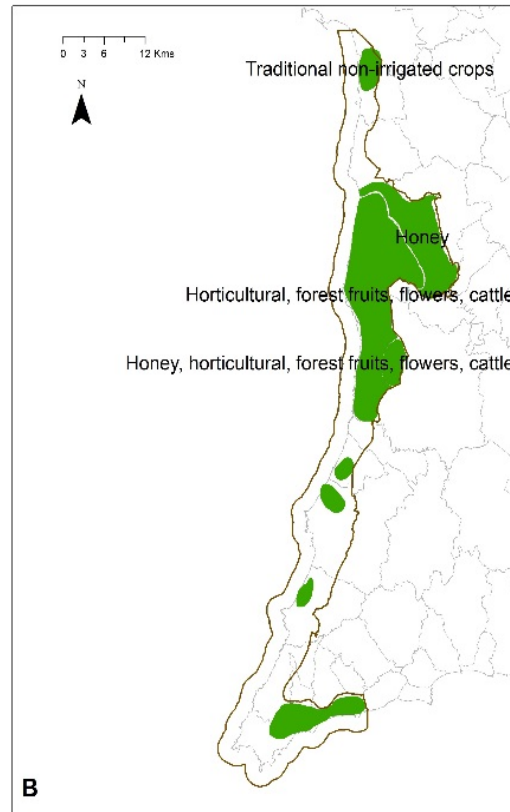 0 3 6 12 Kms
N
Traditional non-irrigated crops
Honey
Horticultural, forest fruits, flowers, cattle
Honey, horticultural, forest fruits, flowers, cattle
B